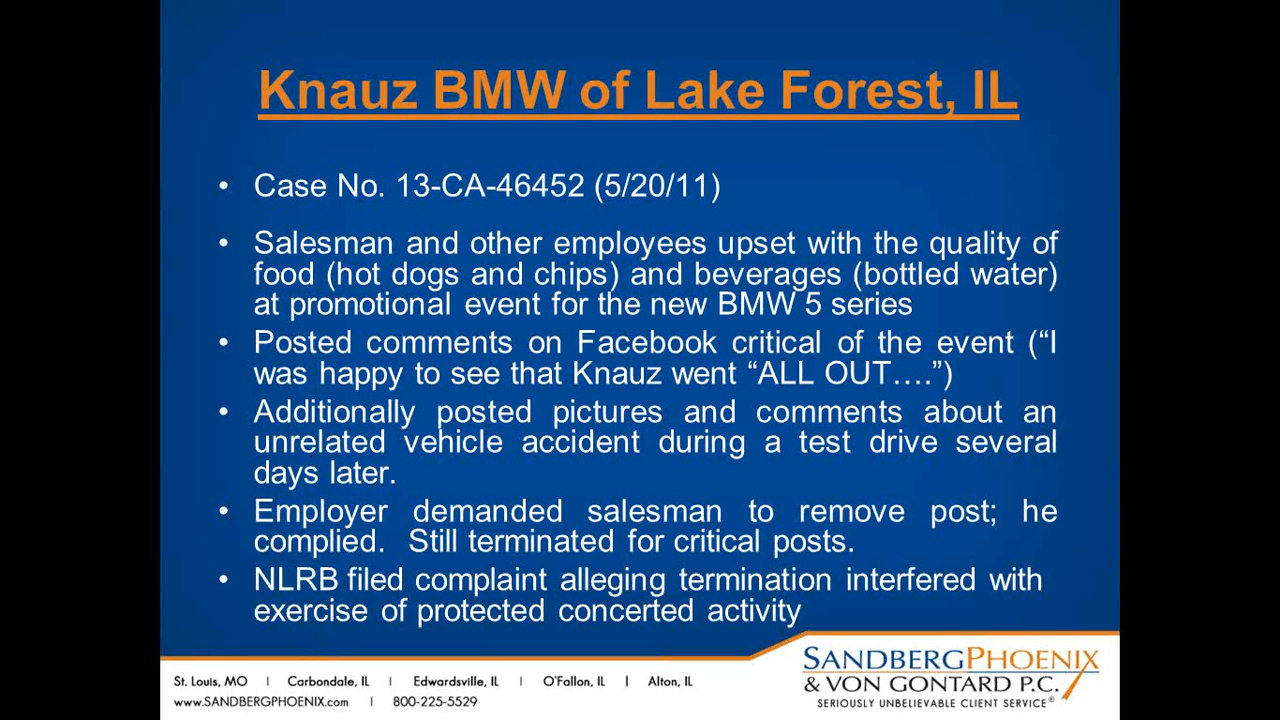 Knauz BMW of Lake Forest, IL
• Case No. 13-CA-46452 (5/20/11)
• Salesman and other employees upset with the quality of
food (hot dogs and chips) and beverages (bottled water)
at promotional event for the new BMW 5 series
• Posted comments on Facebook critical of the event (“I
was happy to see that Knauz went “ALL OUT….”)
• Additionally posted pictures and comments about an
unrelated vehicle accident during a test drive several
days later.
• Employer demanded salesman to remove post; he
complied. Still terminated for critical posts.
• NLRB filed complaint alleging termination interfered with
exercise of protected concerted activity
St. Louis, MO | Carbondale, IL | Edwardsville, IL | O'Fallon, IL | Alton, IL
www.SANDBERGPHOENIX.com | 800-225-5529
SANDBERGPHOENIX
& VON GONTARD P.C.
SERIOUSLY UNBELIEVABLE CLIENT SERVICE®